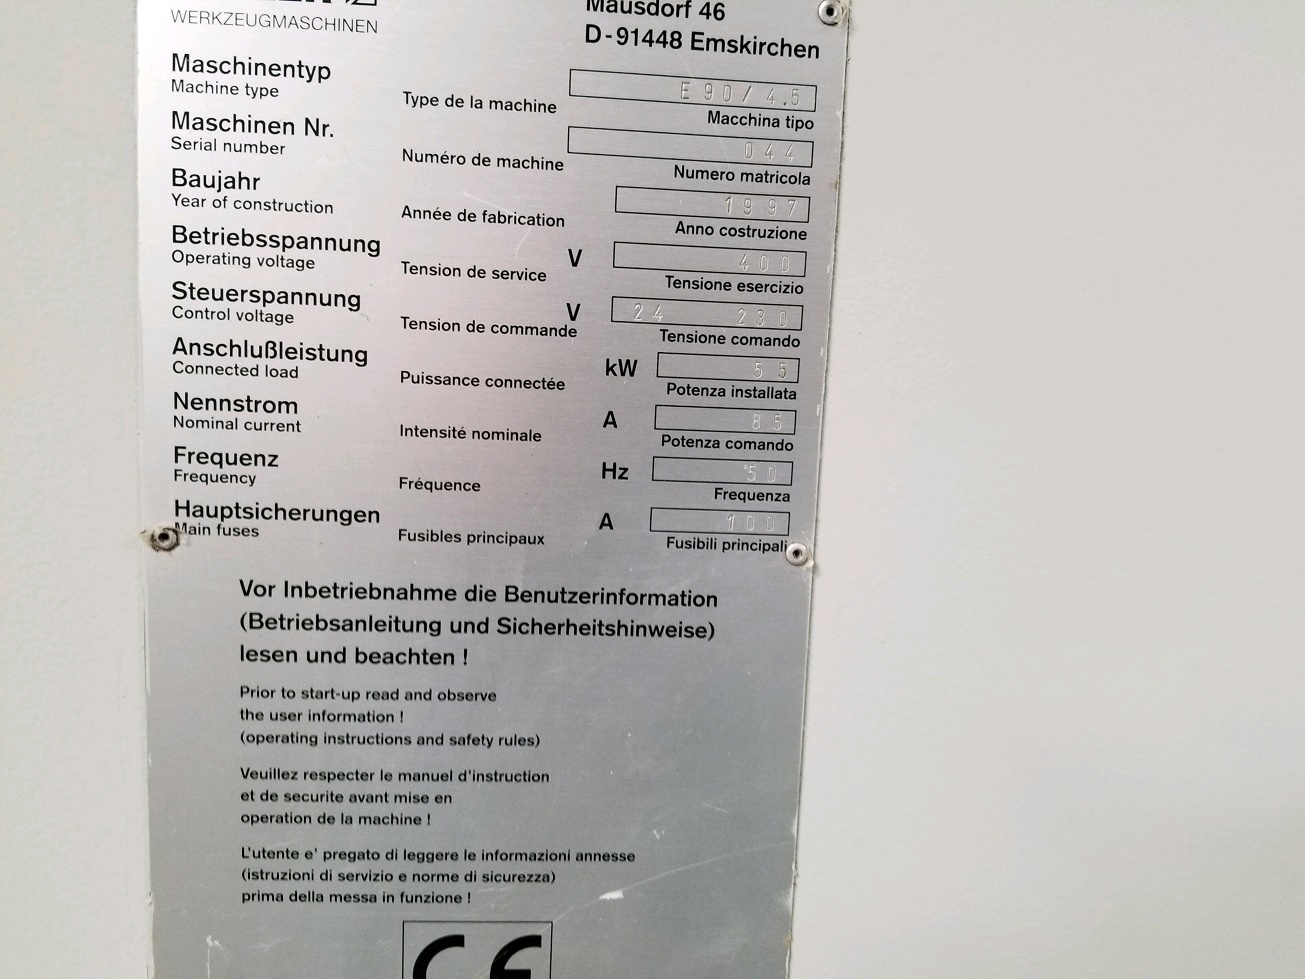 WERKZEUGMASCHINEN
Mausdorf 46
D-91448 Emskirchen
Maschinentyp
Machine type
Type de la machine
E 90/4.5
Macchina tipo
Maschinen Nr.
Serial number
Numéro de machine
044
Numero matricola
Baujahr
Year of construction
Année de fabrication
1997
Anno costruzione
Betriebsspannung
Operating voltage
Tension de service
V
400
Tensione esercizio
Steuerspannung
Control voltage
Tension de commande
V
24 230
Tensione comando
Anschlußleistung
Connected load
Puissance connectée
kW
55
Potenza installata
Nennstrom
Nominal current
Intensité nominale
A
85
Potenza comando
Frequenz
Frequency
Fréquence
Hz
50
Frequenza
Hauptsicherungen
Main fuses
Fusibles principaux
A
100
Fusibili principali
Vor Inbetriebnahme die Benutzerinformation
(Betriebsanleitung und Sicherheitshinweise)
lesen und beachten !
Prior to start-up read and observe
the user information !
(operating instructions and safety rules)
Veuillez respecter le manuel d'instruction
et de securite avant mise en
operation de la machine !
L'utente e' pregato di leggere le informazioni annesse
(istruzioni di servizio e norme di sicurezza)
prima della messa in funzione !
CE